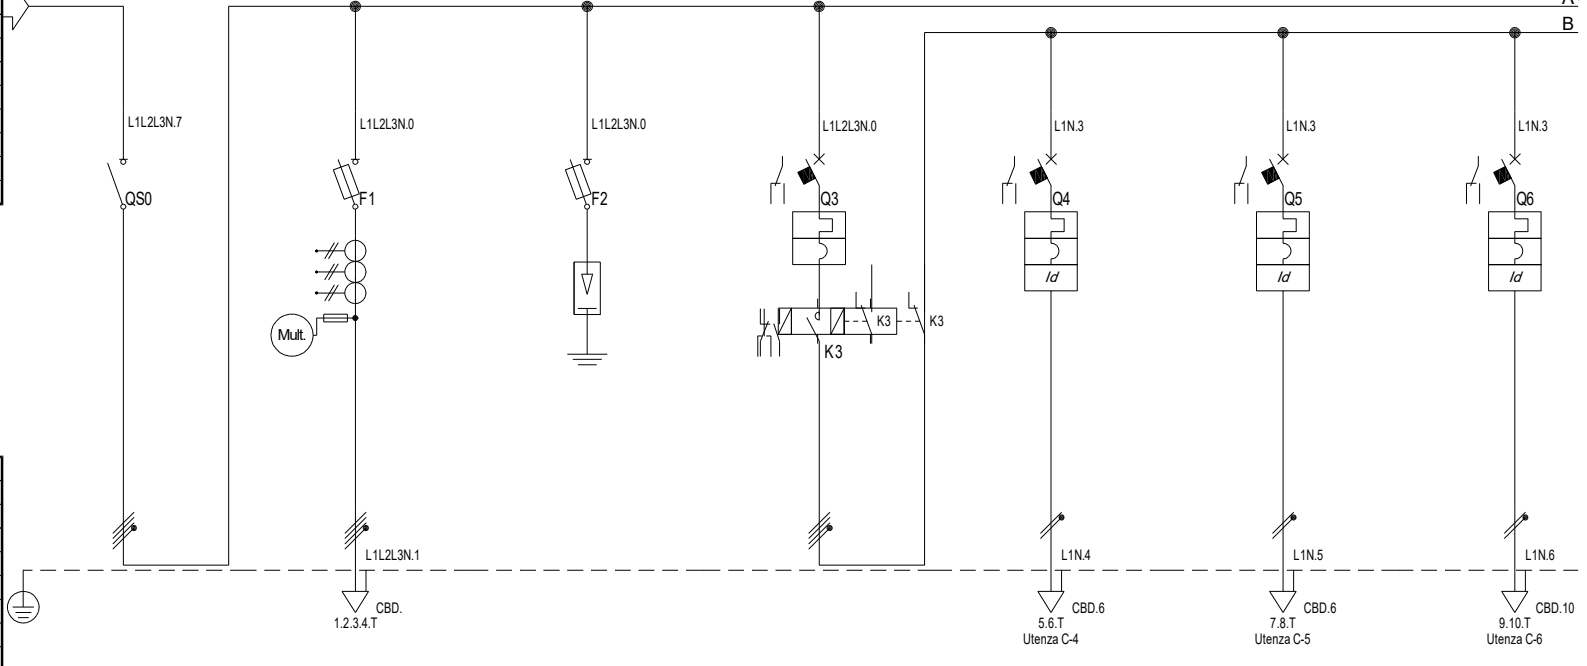 A
B
L1L2L3N.7
L1L2L3N.0
L1L2L3N.0
L1L2L3N.0
L1N.3
L1N.3
L1N.3
QS0
F1
F2
Q3
Q4
Q5
Q6
Id
Id
Id
Mult.
K3
K3
K3
L1L2L3N.1
L1N.4
L1N.5
L1N.6
CBD.
CBD.6
CBD.6
CBD.10
1.2.3.4.T
5.6.T
7.8.T
9.10.T
Utenza C-4
Utenza C-5
Utenza C-6